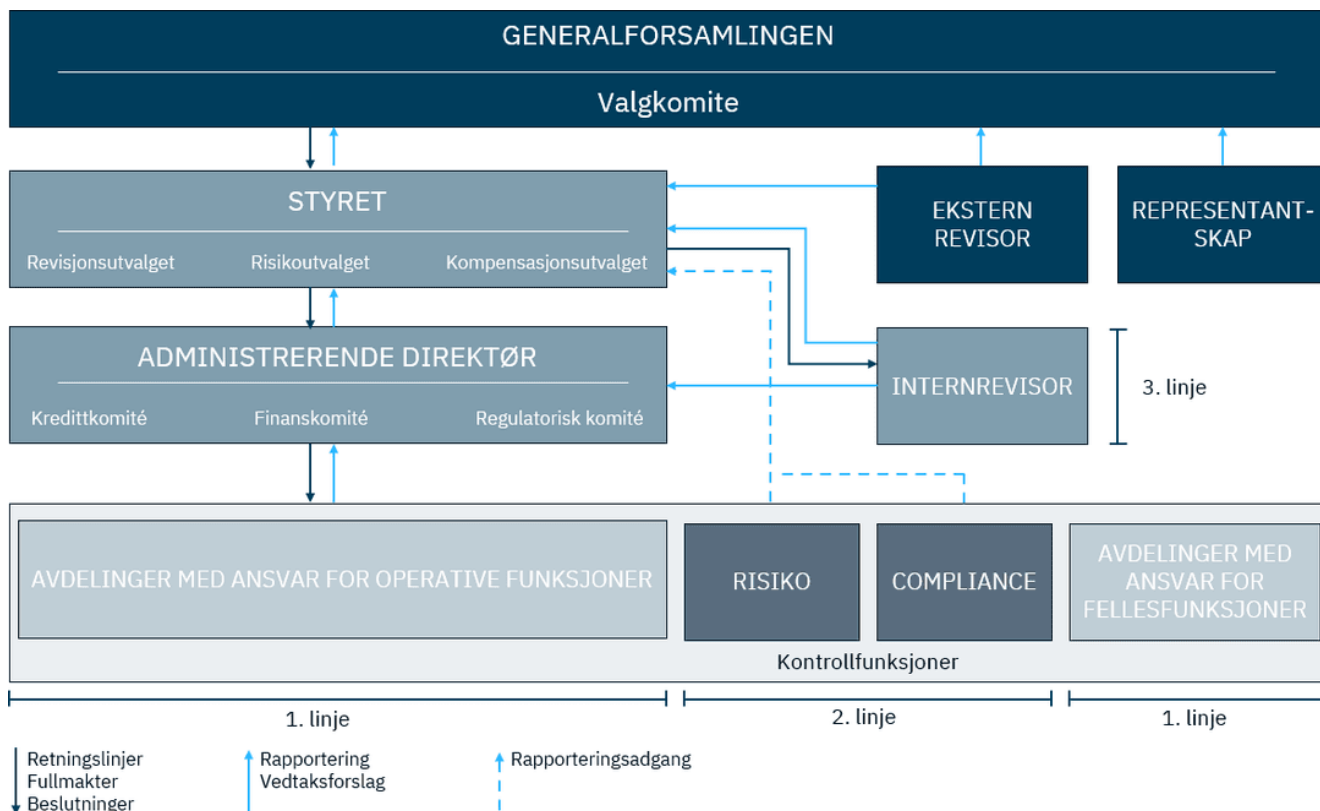 GENERALFORSAMLINGEN
Valgkomite
STYRET
Revisjonsutvalget
Risikoutvalget
Kompensasjonsutvalget
EKSTERN
REVISOR
REPRESENTANT-
SKAP
ADMINISTRERENDE DIREKTØR
Kredittkomité
Finanskomité
Regulatorisk komité
INTERNREVISOR
3. linje
AVDELINGER MED ANSVAR FOR OPERATIVE FUNKSJONER
RISIKO
COMPLIANCE
AVDELINGER MED
ANSVAR FOR
FELLESFUNKSJONER
Kontrollfunksjoner
1. linje
2. linje
1. linje
Retningslinjer
Fullmakter
Beslutninger
Rapportering
Vedtaksforslag
Rapporteringsadgang